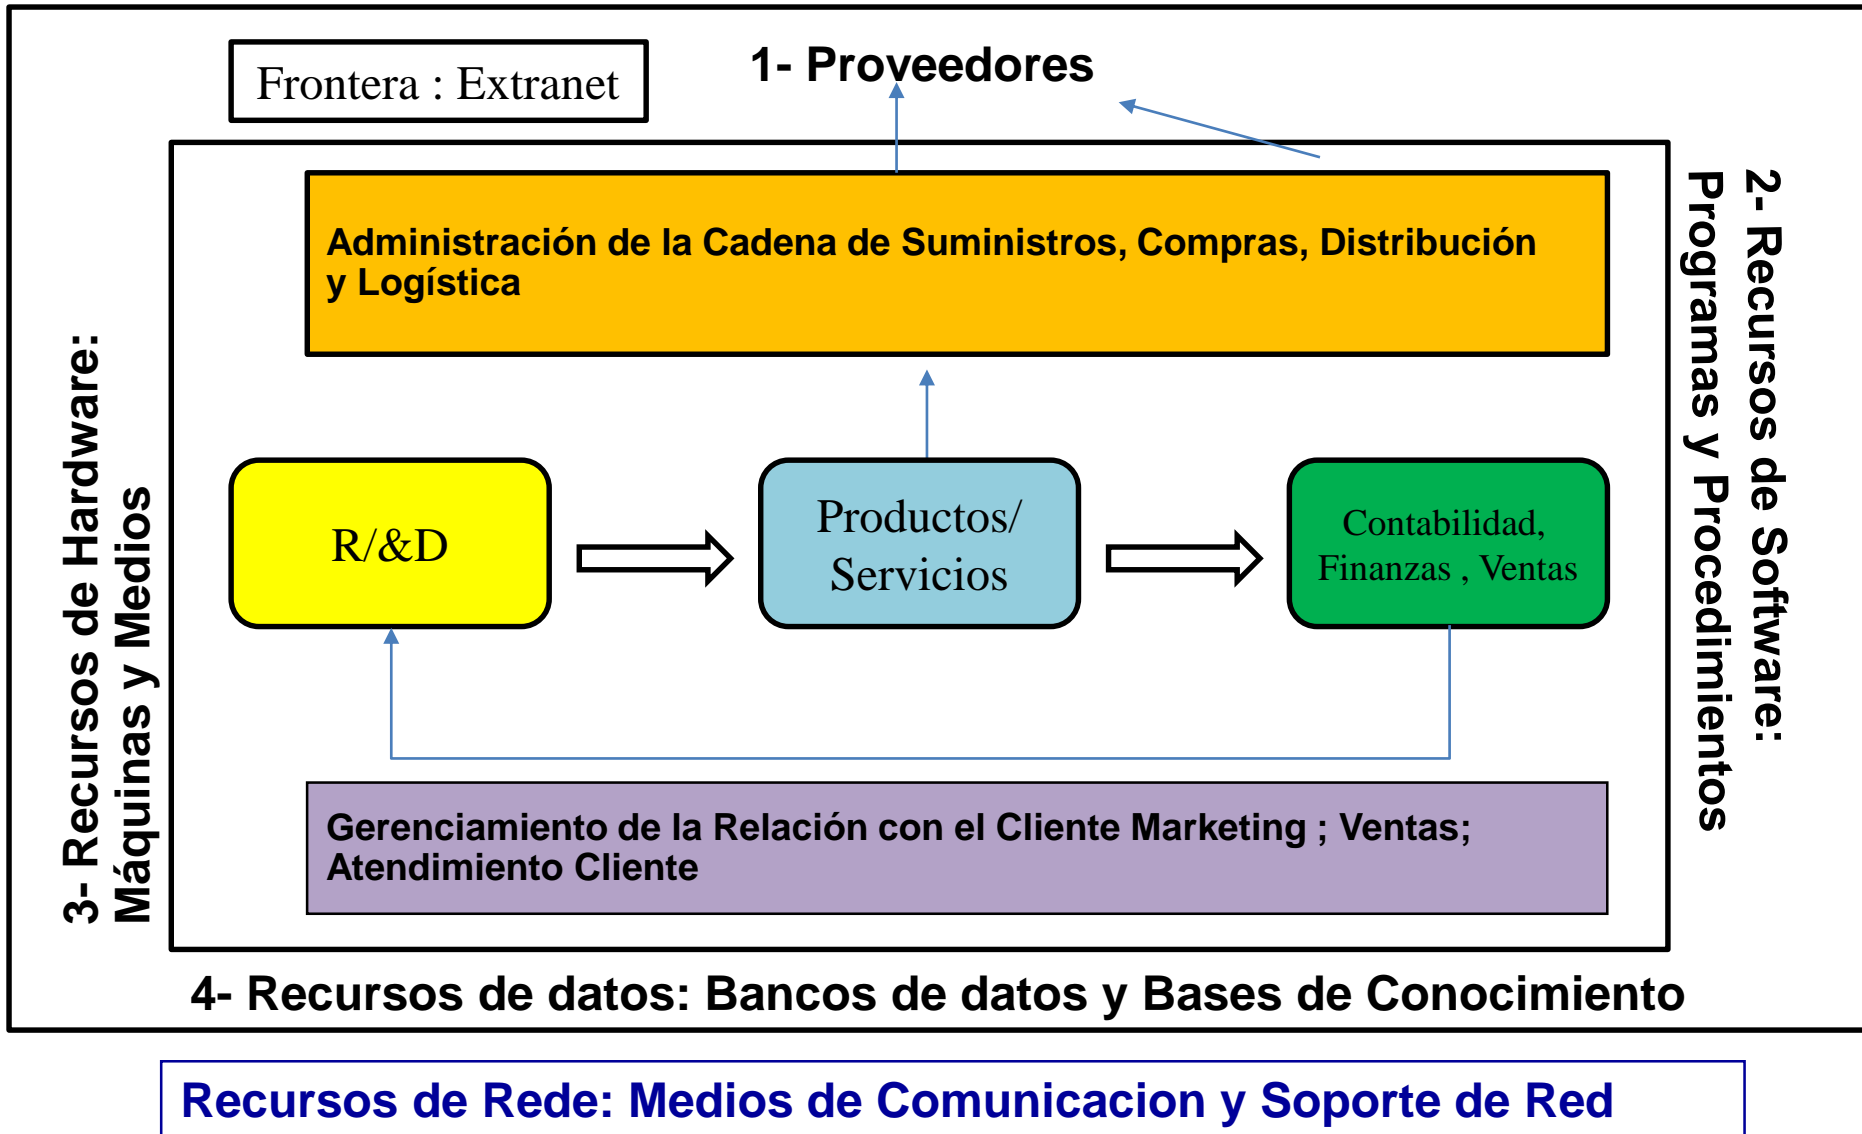 Frontera : Extranet
1- Proveedores
Administración de la Cadena de Suministros, Compras, Distribución
y Logística
2- Recursos de Software:
Programas y Procedimientos
3- Recursos de Hardware:
Máquinas y Medios
R/&D
Productos/
Servicios
Contabilidad,
Finanzas , Ventas
Gerenciamiento de la Relación con el Cliente Marketing ; Ventas;
Atendimiento Cliente
4- Recursos de datos: Bancos de datos y Bases de Conocimiento
Recursos de Rede: Medios de Comunicacion y Soporte de Red